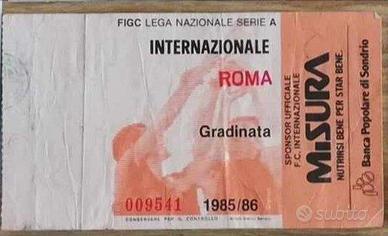 FIGC LEGA NAZIONALE SERIE A
INTERNAZIONALE
ROMA
Gradinata
009541 1985/86
CONSERVARE PER IL CONTROLLO
SPONSOR UFFICIALE
F.C. INTERNAZIONALE
MiSURA
NUTRIRSI BENE PER STAR BENE.
Banca Popolare di Sondrio
subito